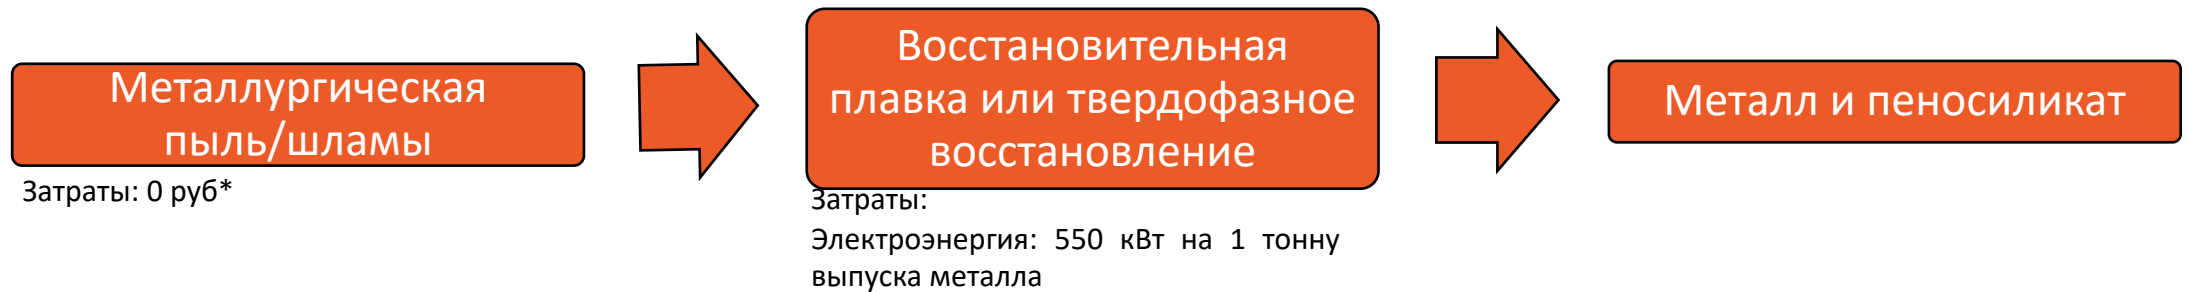 Металлургическая
пыль/шламы
Затраты: 0 руб*
Восстановительная
плавка или твердофазное
восстановление
Затраты:
Электроэнергия: 550 кВт на 1 тонну
выпуска металла
Металл и пеносиликат